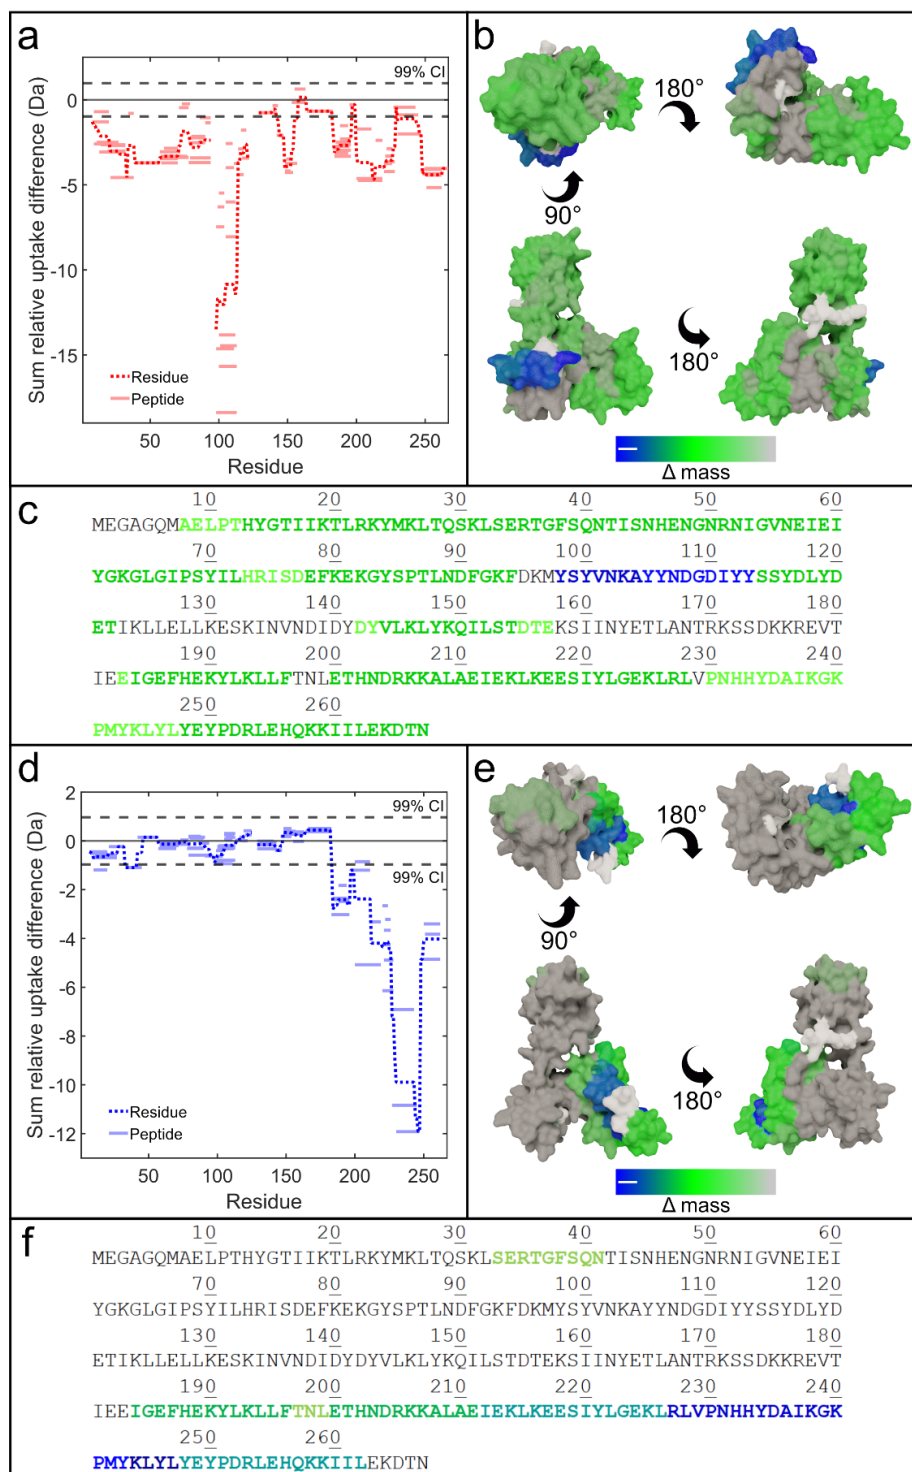 a
Sum relative uptake difference (Da)
99% CI
0
-5
-10
-15
Residue
Peptide
50
100
150
200
250
Residue
b
180°
90°
180°
Δ mass
c
10 20 30 40 50 60
MEGAGQMAELPTHYGTIIKTLRKYMKLTQSKLSERTGFSQNTISNHENGNRNIGVNEIEI
70 80 90 100 110 120
YGKGLGIPSYILHRISDEFKEKGYSPTLNDFGKFDKMYSYVNKAYYNDGDIYYSSYDLYD
130 140 150 160 170 180
ETIKLLELLKESKINVNDIDYDYVLKLYKQILSTDTEKSIINYETLANTRKSSDKKREVT
190 200 210 220 230 240
IEEIGEFHEKYLKLLFTNLETHNDRKKALAEIEKLKEESIYLGEKLRLVPNHHYDAIKGK
250 260
PMYKLYLYEYPDRLEHQKKIILEKDTN
d
Sum relative uptake difference (Da)
2
99% CI
0
99% CI
-2
-4
-6
-8
-10
-12
Residue
Peptide
50
100
150
200
250
Residue
e
180°
90°
180°
Δ mass
f
10 20 30 40 50 60
MEGAGQMAELPTHYGTIIKTLRKYMKLTQSKLSERTGFSQNTISNHENGNRNIGVNEIEI
70 80 90 100 110 120
YGKGLGIPSYILHRISDEFKEKGYSPTLNDFGKFDKMYSYVNKAYYNDGDIYYSSYDLYD
130 140 150 160 170 180
ETIKLLELLKESKINVNDIDYDYVLKLYKQILSTDTEKSIINYETLANTRKSSDKKREVT
190 200 210 220 230 240
IEEIGEFHEKYLKLLFTNLETHNDRKKALAEIEKLKEESIYLGEKLRLVPNHHYDAIKGK
250 260
PMYKLYLYEYPDRLEHQKKIILEKDTN